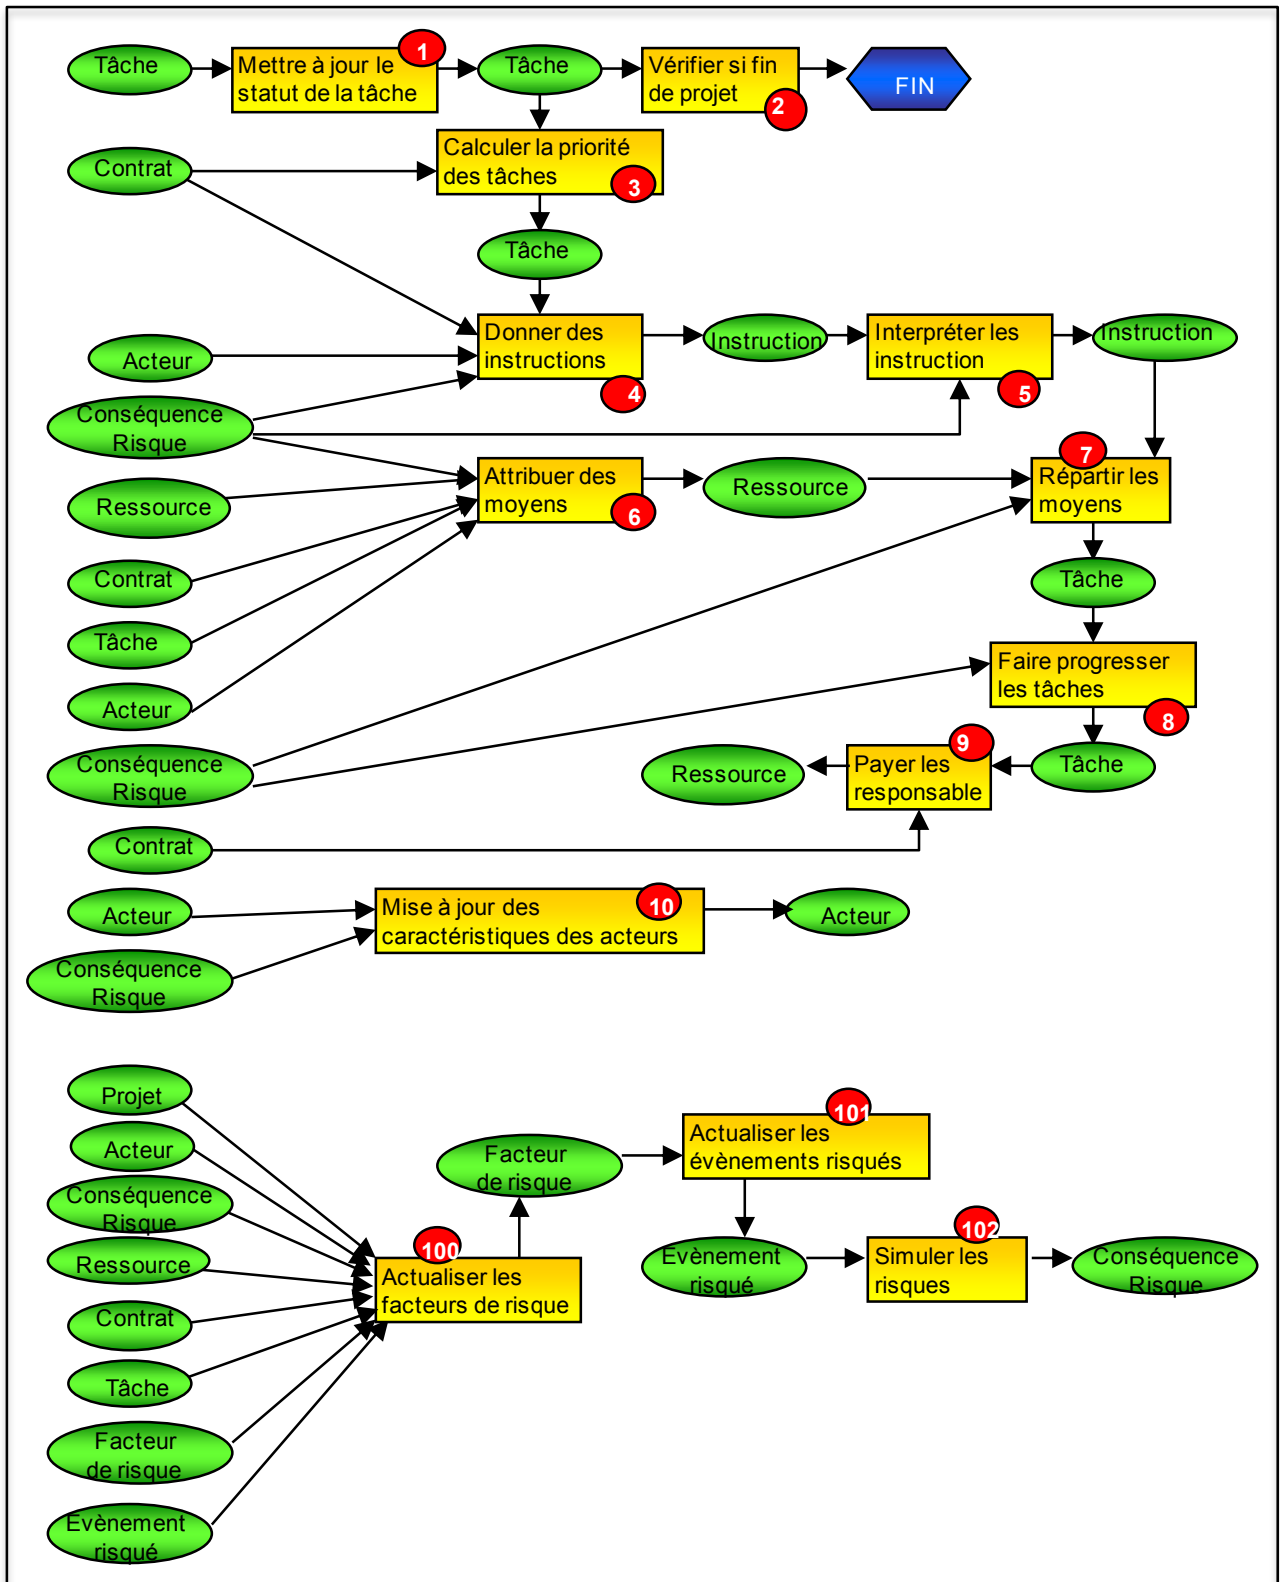 Tâche
Mettre à jour le
statut de la tâche
1
Tâche
Vérifier si fin
de projet
2
FIN
Contrat
Calculer la priorité
des tâches
3
Tâche
Acteur
Donner des
instructions
4
Instruction
Interpréter les
instruction
5
Instruction
Conséquence
Risque
Ressource
Attribuer des
moyens
6
Ressource
7
Répartir les
moyens
Contrat
Tâche
Tâche
Acteur
Faire progresser
les tâches
8
Conséquence
Risque
Ressource
9
Payer les
responsable
Tâche
Contrat
Acteur
Mise à jour des
caractéristiques des acteurs
10
Acteur
Conséquence
Risque
Projet
Acteur
Conséquence
Risque
Ressource
Contrat
Tâche
Facteur
de risque
Evènement
risqué
100
Actualiser les
facteurs de risque
Facteur
de risque
101
Actualiser les
évènements risqués
Evènement
risqué
102
Simuler les
risques
Conséquence
Risque